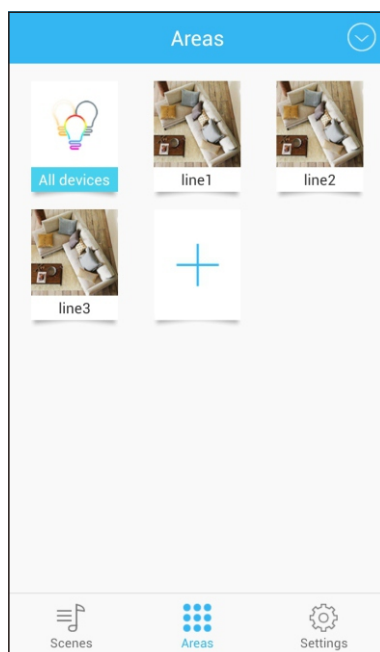 Areas
All devices
line1
line2
line3
Scenes
Areas
Settings